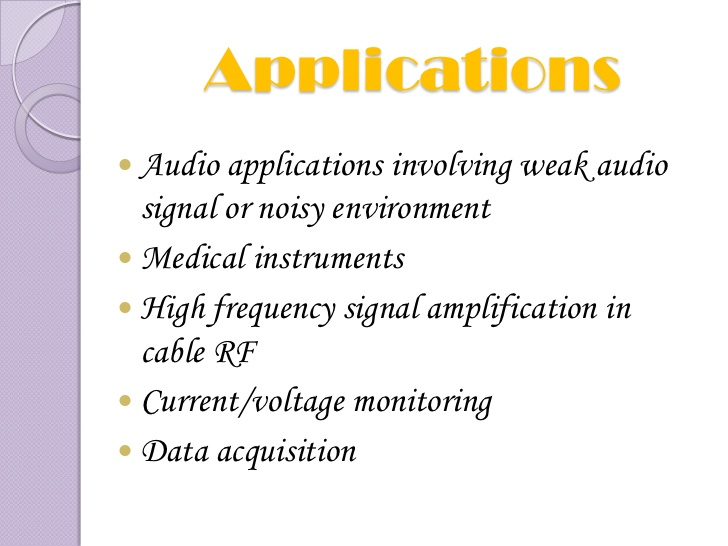 Applications
• Audio applications involving weak audio
signal or noisy environment
• Medical instruments
• High frequency signal amplification in
cable RF
• Current/voltage monitoring
• Data acquisition